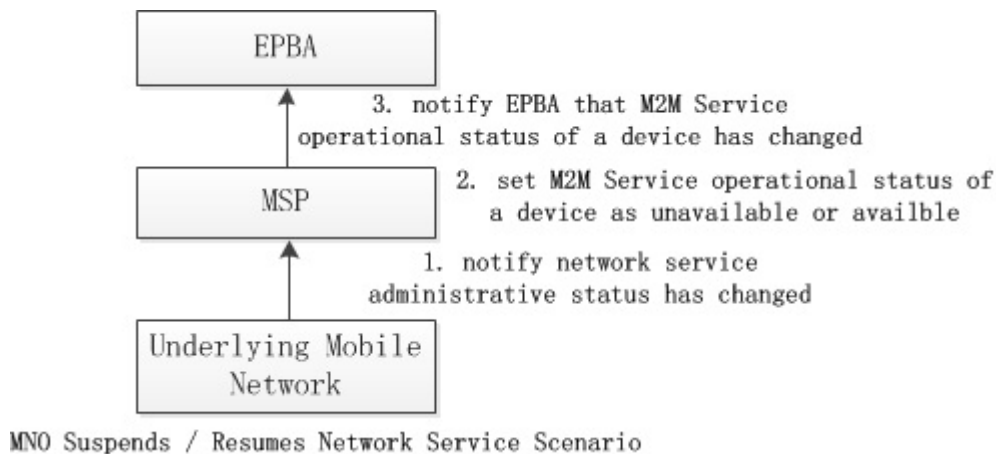 EPBA
3. notify EPBA that M2M Service
operational status of a device has changed
MSP
2. set M2M Service operational status of
a device as unavailable or availble
1. notify network service
administrative status has changed
Underlying Mobile
Network
MNO Suspends / Resumes Network Service Scenario